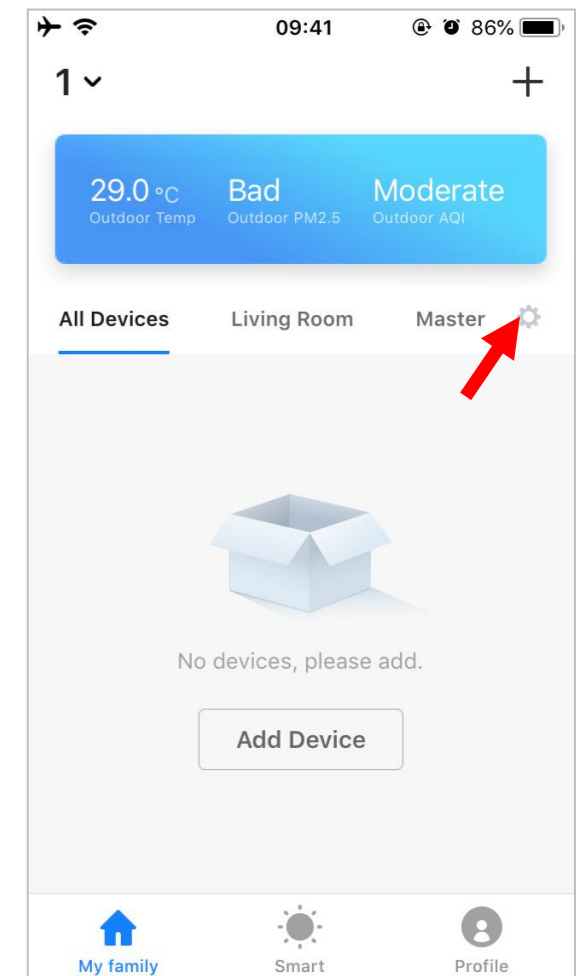 09:41 86%
1
29.0 °C Bad Moderate
Outdoor Temp Outdoor PM2.5 Outdoor AQI
All Devices Living Room Master
No devices, please add.
Add Device
My family Smart Profile